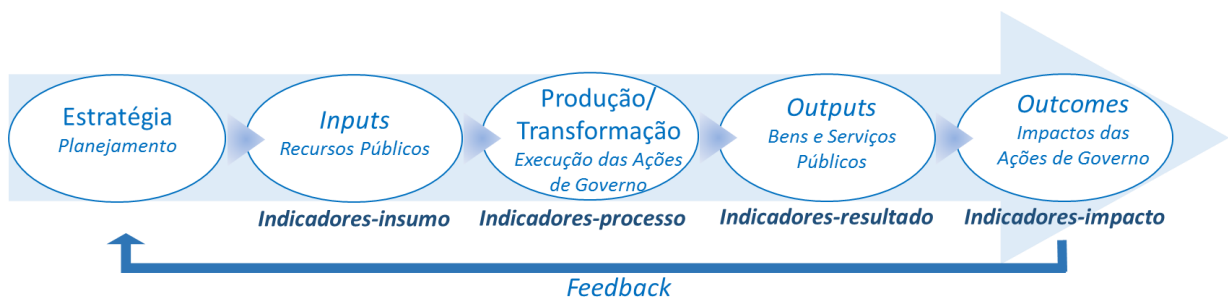 Estratégia
Planejamento
Inputs
Recursos Públicos
Produção/
Transformação
Execução das Ações
de Governo
Outputs
Bens e Serviços
Públicos
Outcomes
Impactos das
Ações de Governo
Indicadores-insumo
Indicadores-processo
Indicadores-resultado
Indicadores-impacto
Feedback